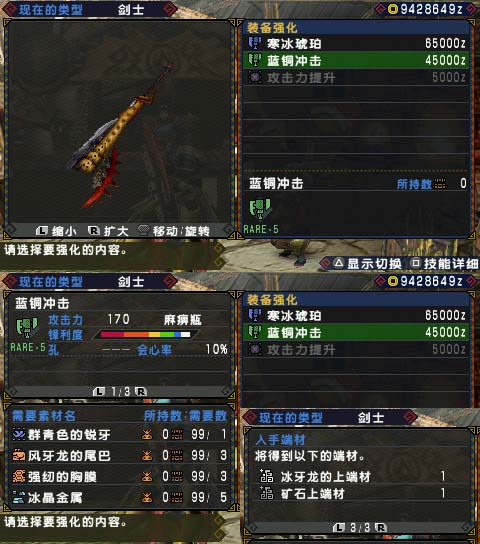 现在的类型 剑士
9428649z
装备强化
寒冰琥珀 65000z
蓝铜冲击 45000z
攻击力提升 5000z
蓝铜冲击 所持数 0
RARE-5
L 缩小 R 扩大 移动/旋转
请选择要强化的内容。
△显示切换 □技能详细
现在的类型 剑士
9428649z
蓝铜冲击
攻击力 170 麻痹瓶
锋利度
RARE-5
孔 --- 会心率 10%
L 1/3 R
装备强化
寒冰琥珀 65000z
蓝铜冲击 45000z
攻击力提升 5000z
需要素材名 所持数/需要数
群青色的锐牙 0 99/ 1
风牙龙的尾巴 0 99/ 3
强纫的胸膜 0 99/ 3
冰晶金属 0 99/ 5
请选择要强化的内容。
现在的类型 剑士
入手端材
将得到以下的端材。
冰牙龙的上端材 1
矿石上端材 1
L 3/3 R